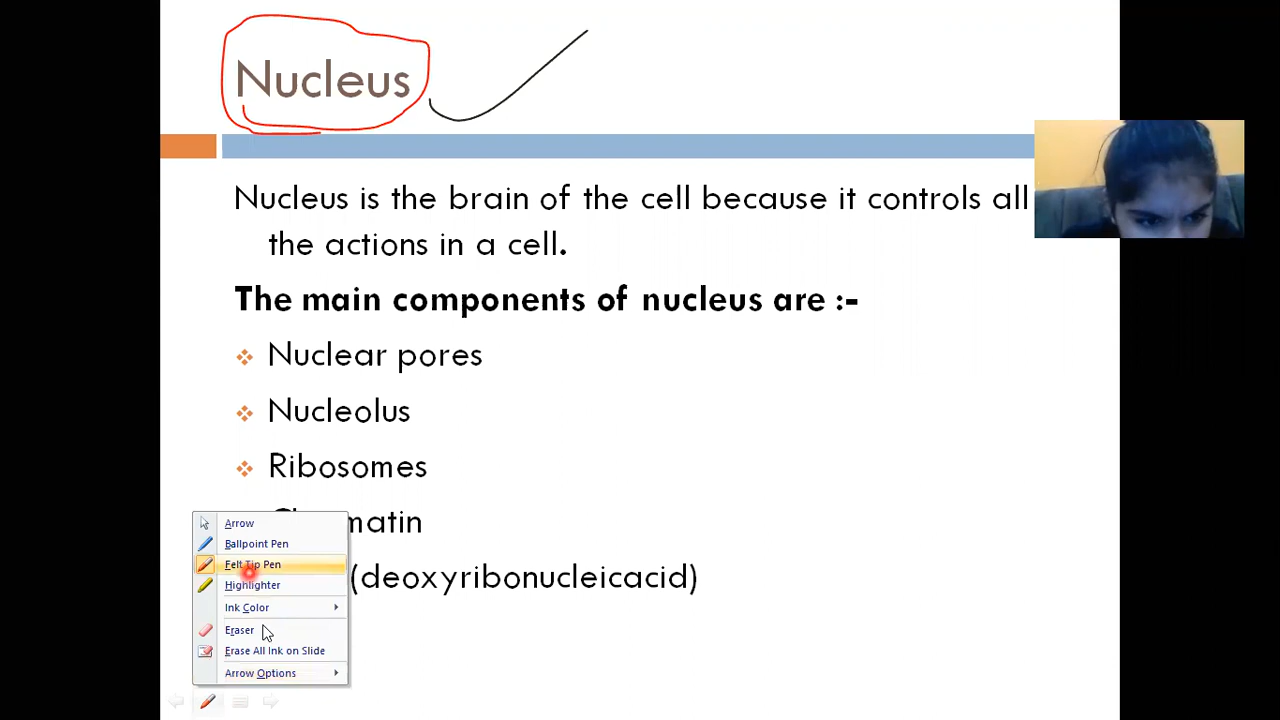 Nucleus
Nucleus is the brain of the cell because it controls all
the actions in a cell.
The main components of nucleus are :-
Nuclear pores
Nucleolus
Ribosomes
matin
(deoxyribonucleicacid)
Arrow
Ballpoint Pen
Felt Tip Pen
Highlighter
Ink Color
Eraser
Erase All Ink on Slide
Arrow Options